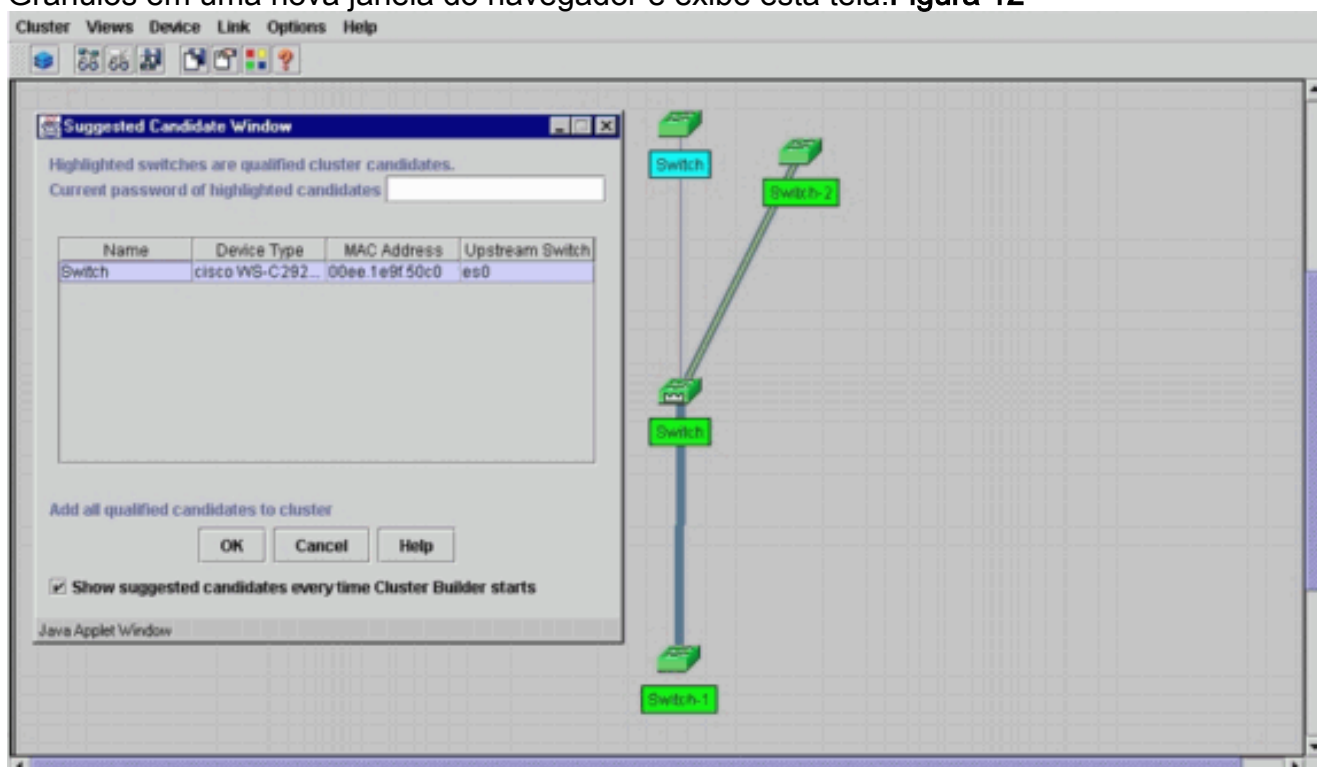 Grânulos em uma nova janela do navegador e exibe esta tela.Figura 12
Cluster Views Device Link Options Help
Suggested Candidate Window
Highlighted switches are qualified cluster candidates.
Current password of highlighted candidates
Name Device Type MAC Address Upstream Switch
Switch cisco WS-C292... 00ee.1e9f.50c0 es0
Add all qualified candidates to cluster
OK Cancel Help
Show suggested candidates every time Cluster Builder starts
Java Applet Window
Switch
Switch-2
Switch
Switch-1